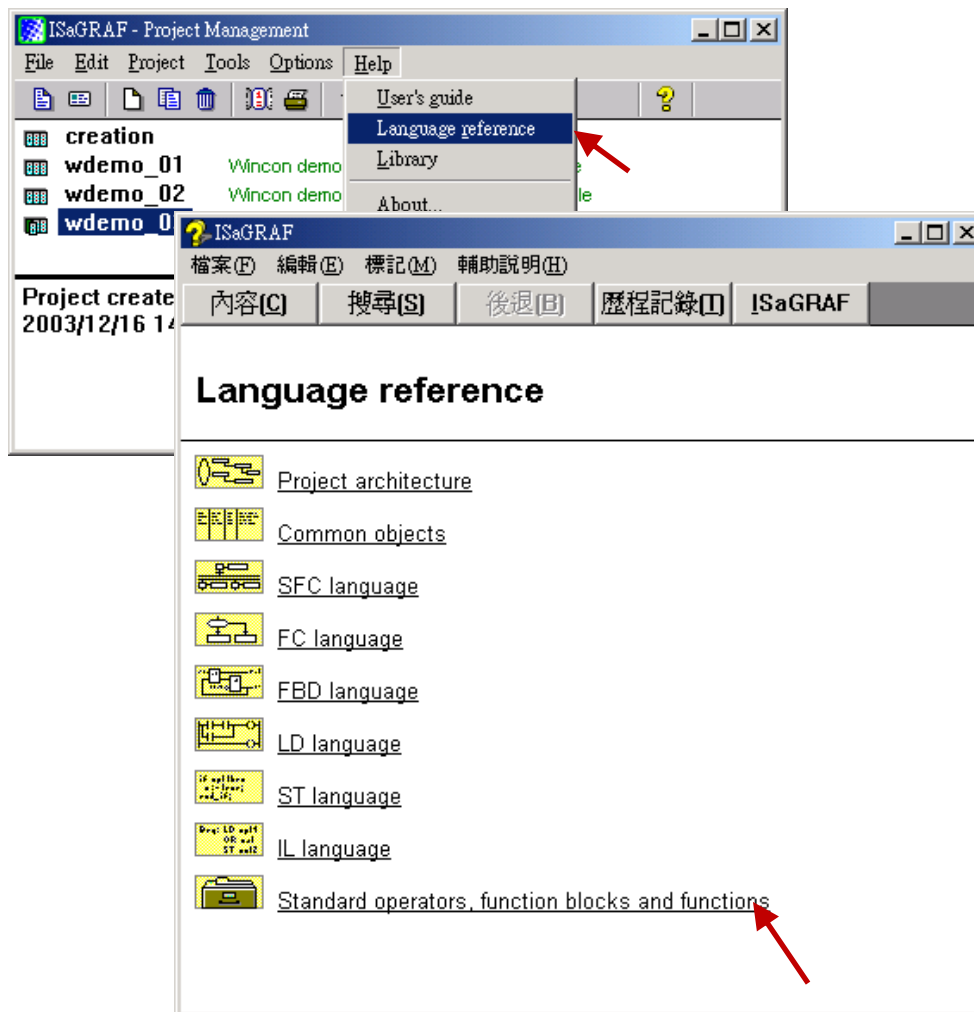 ISaGRAF - Project Management
File Edit Project Tools Options Help
User's guide
Language reference
Library
About...
creation
wdemo_01 Wincon demo
wdemo_02 Wincon demo le
wdemo_0
Project create
2003/12/16 14
ISaGRAF
檔案(F) 編輯(E) 標記(M) 輔助說明(H)
內容(C) 搜尋(S) 後退(B) 歷程記錄(T) ISaGRAF
Language reference
Project architecture
Common objects
SFC language
FC language
FBD language
LD language
ST language
IL language
Standard operators, function blocks and functions